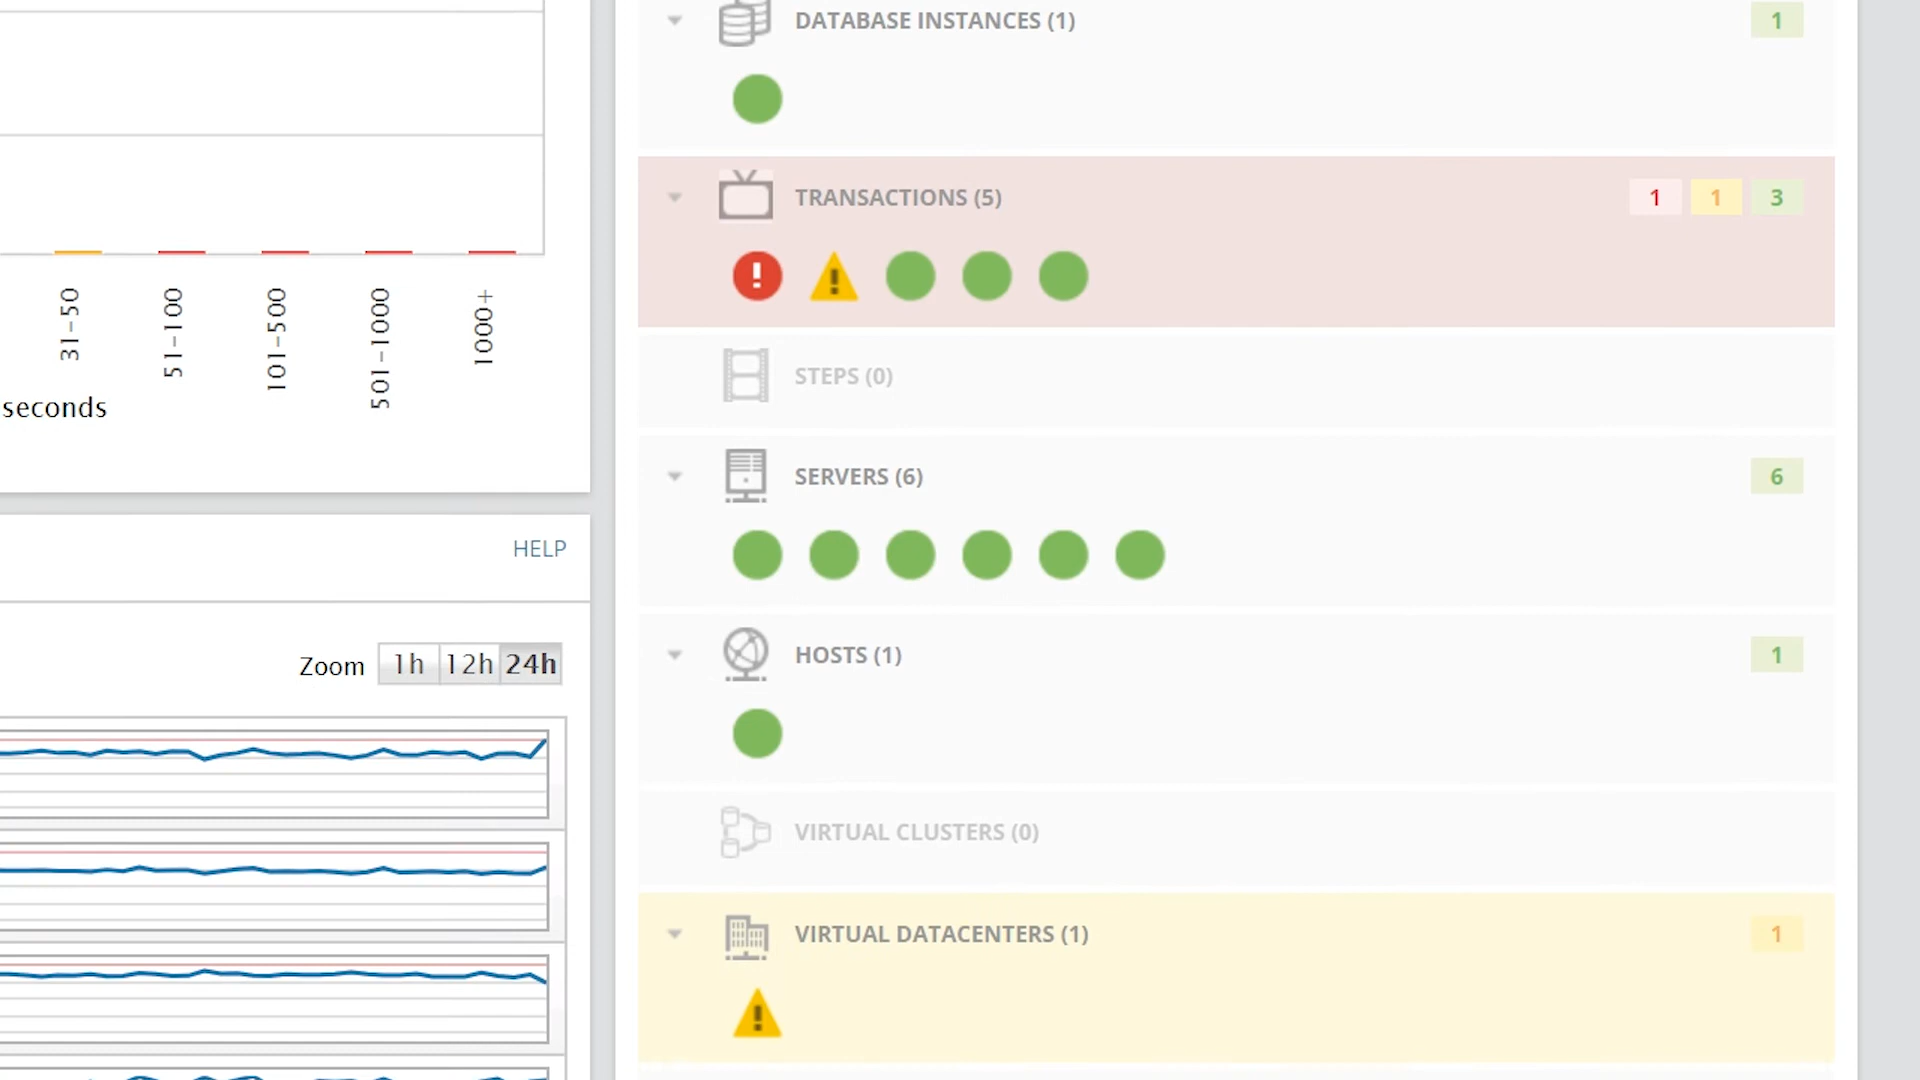 31-50
51-100
101-500
501-1000
1000+
seconds
HELP
Zoom 1h 12h 24h
DATABASE INSTANCES (1) 1
TRANSACTIONS (5) 1 1 3
STEPS (0)
SERVERS (6) 6
HOSTS (1) 1
VIRTUAL CLUSTERS (0)
VIRTUAL DATACENTERS (1) 1